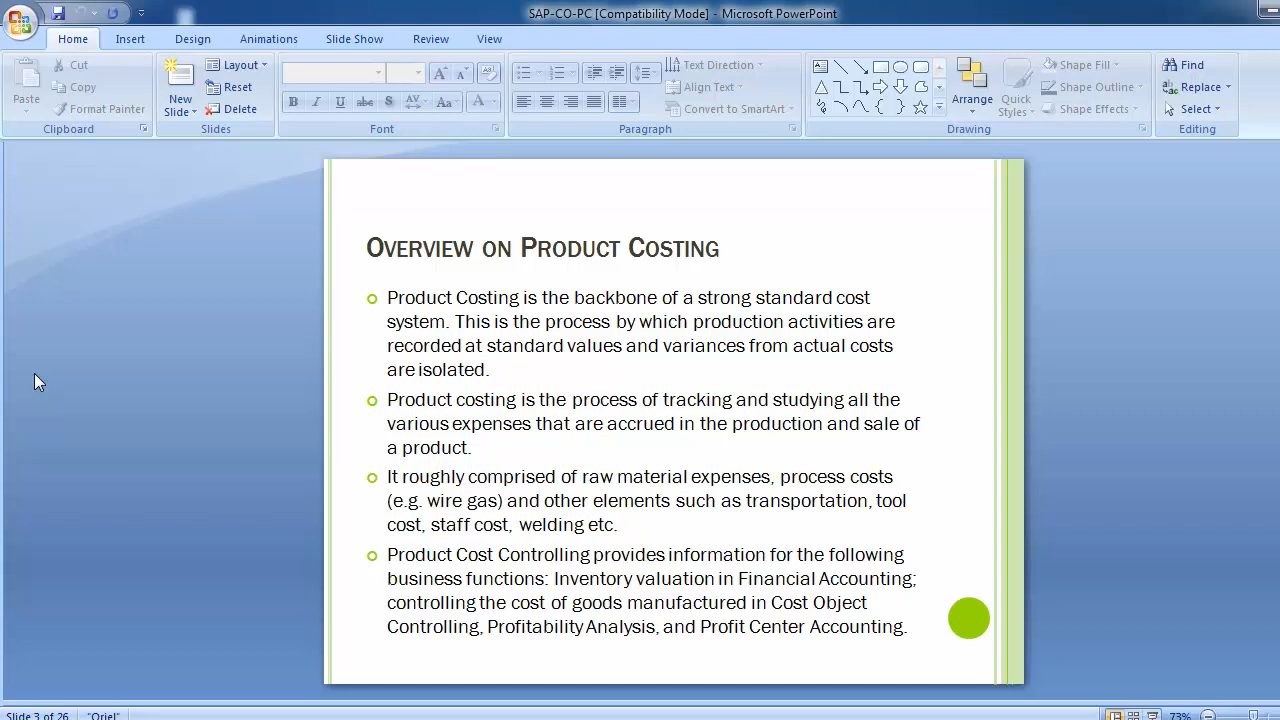 SAP-CO-PC [Compatibility Mode] - Microsoft PowerPoint
Home Insert Design Animations Slide Show Review View
Paste Cut Copy Format Painter Clipboard
New Slide Layout Reset Delete Slides
B I U abc S AV Aa A A A Font
Text Direction Align Text Convert to SmartArt Paragraph
Arrange Quick Styles Shape Fill Shape Outline Shape Effects Drawing
Find Replace Select Editing
OVERVIEW ON PRODUCT COSTING
Product Costing is the backbone of a strong standard cost
system. This is the process by which production activities are
recorded at standard values and variances from actual costs
are isolated.
Product costing is the process of tracking and studying all the
various expenses that are accrued in the production and sale of
a product.
It roughly comprised of raw material expenses, process costs
(e.g. wire gas) and other elements such as transportation, tool
cost, staff cost, welding etc.
Product Cost Controlling provides information for the following
business functions: Inventory valuation in Financial Accounting;
controlling the cost of goods manufactured in Cost Object
Controlling, Profitability Analysis, and Profit Center Accounting.
Slide 3 of 26 "Oriel" 73%